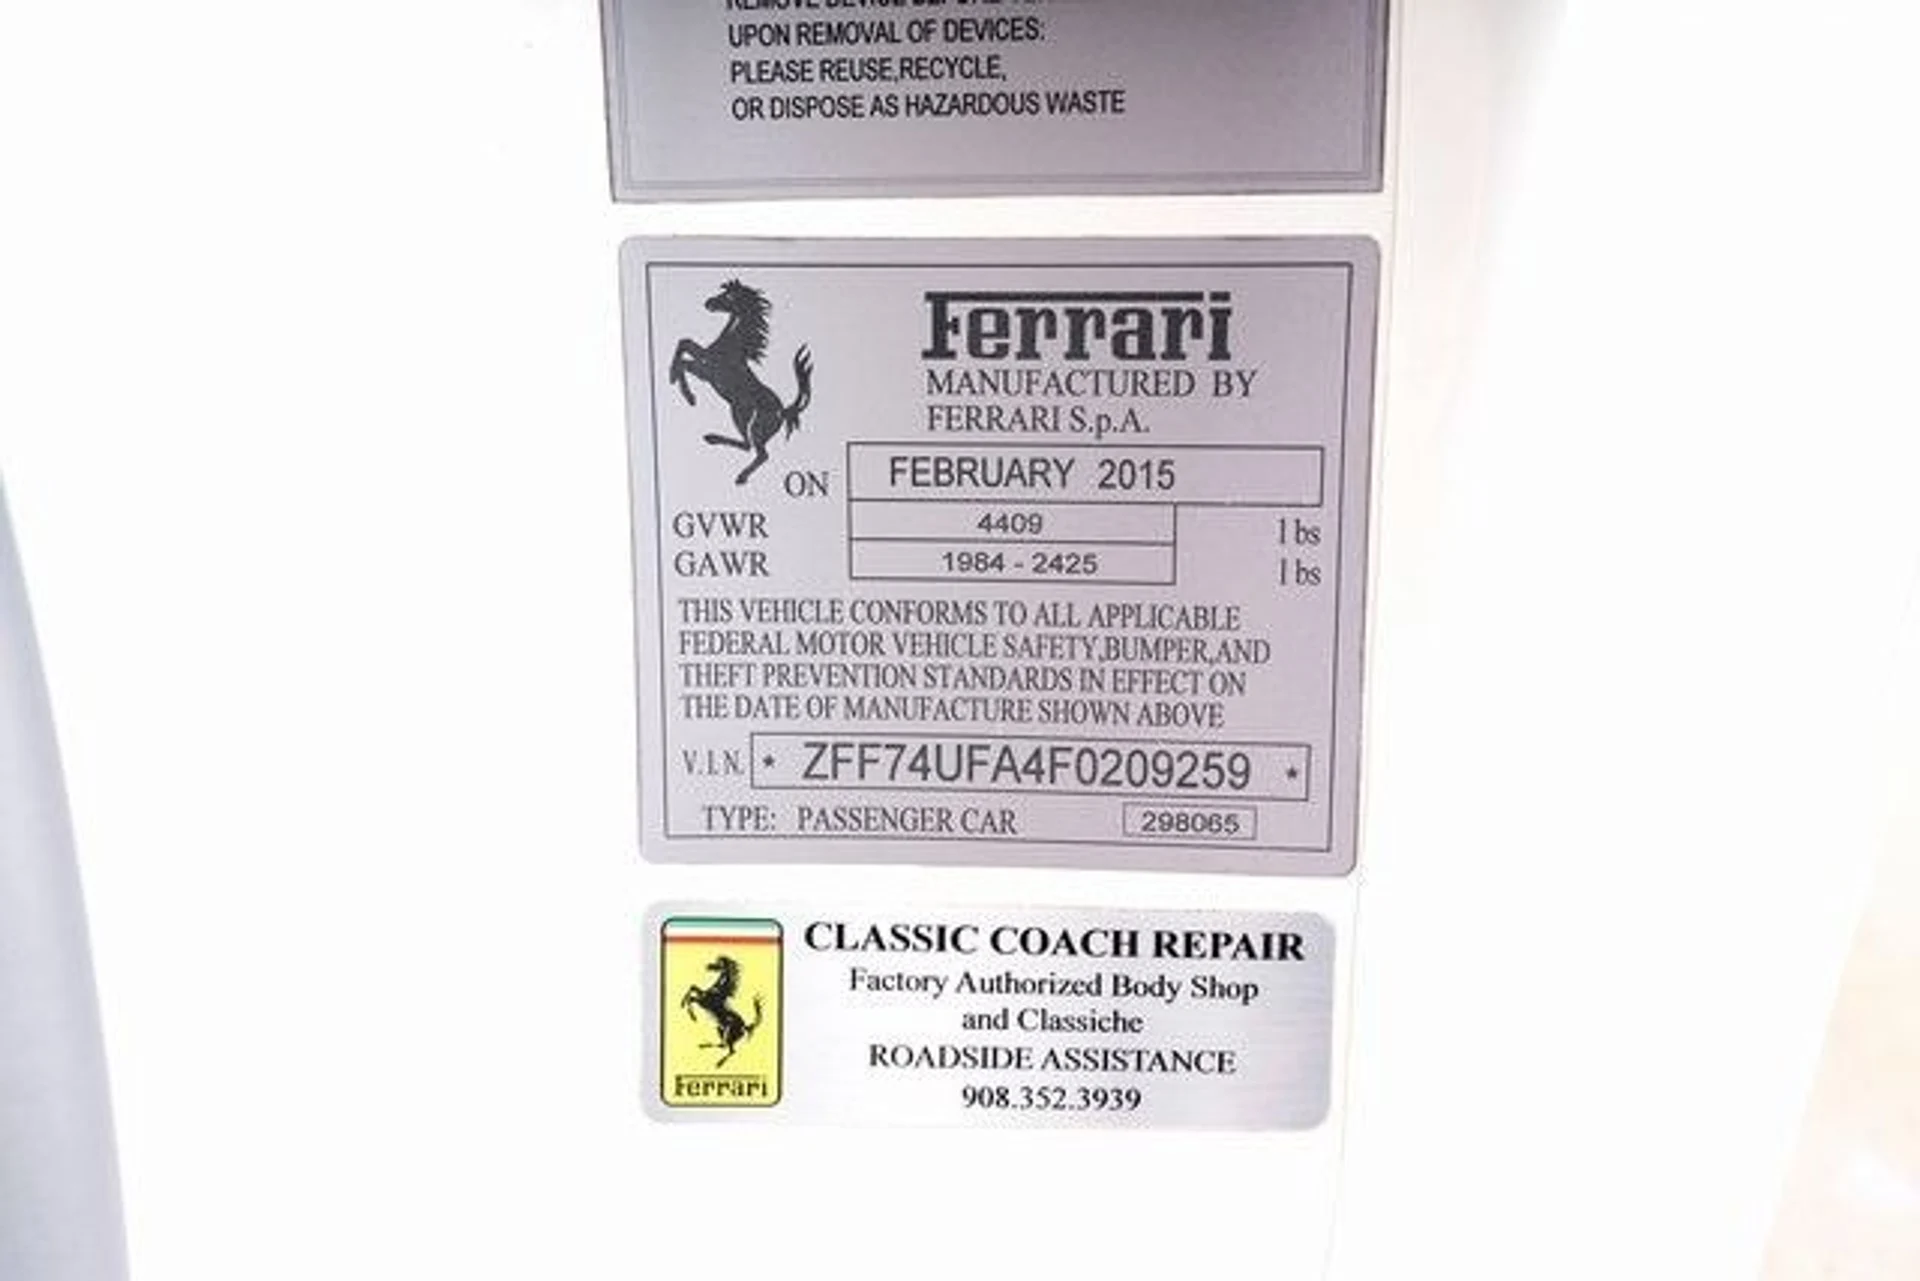 REMOVE DEVICE BEFORE
UPON REMOVAL OF DEVICES:
PLEASE REUSE,RECYCLE,
OR DISPOSE AS HAZARDOUS WASTE
Ferrari
MANUFACTURED BY
FERRARI S.p.A.
ON FEBRUARY 2015
GVWR 4409 lbs
GAWR 1984 - 2425 lbs
THIS VEHICLE CONFORMS TO ALL APPLICABLE
FEDERAL MOTOR VEHICLE SAFETY,BUMPER,AND
THEFT PREVENTION STANDARDS IN EFFECT ON
THE DATE OF MANUFACTURE SHOWN ABOVE
V.I.N. * ZFF74UFA4F0209259 *
TYPE: PASSENGER CAR 298065
CLASSIC COACH REPAIR
Factory Authorized Body Shop
and Classiche
ROADSIDE ASSISTANCE
908.352.3939
Ferrari